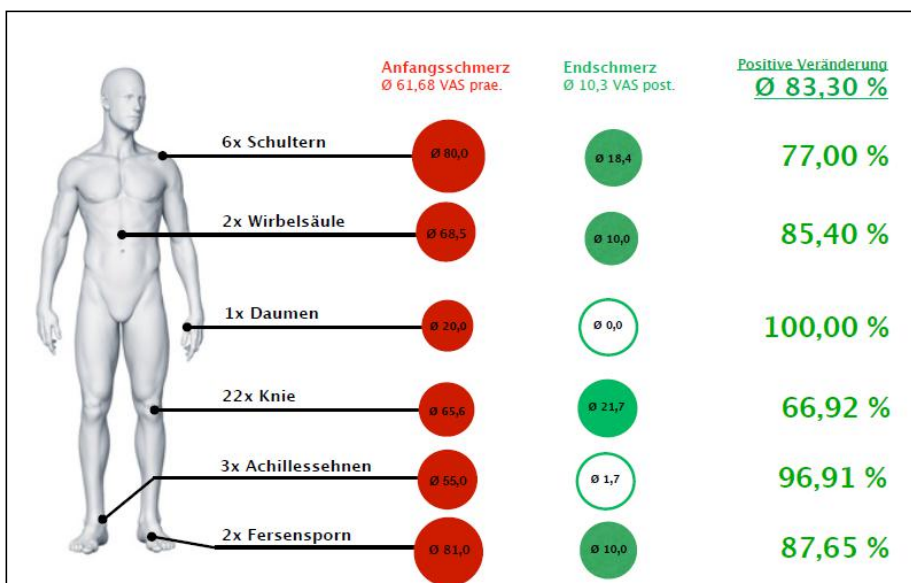 Anfangsschmerz
Ø 61,68 VAS prae.
Endschmerz
Ø 10,3 VAS post.
Positive Veränderung
Ø 83,30 %
6x Schultern
Ø 80,0
Ø 18,4
77,00 %
2x Wirbelsäule
Ø 68,5
Ø 10,0
85,40 %
1x Daumen
Ø 20,0
Ø 0,0
100,00 %
22x Knie
Ø 65,6
Ø 21,7
66,92 %
3x Achillessehnen
Ø 55,0
Ø 1,7
96,91 %
2x Fersensporn
Ø 81,0
Ø 10,0
87,65 %